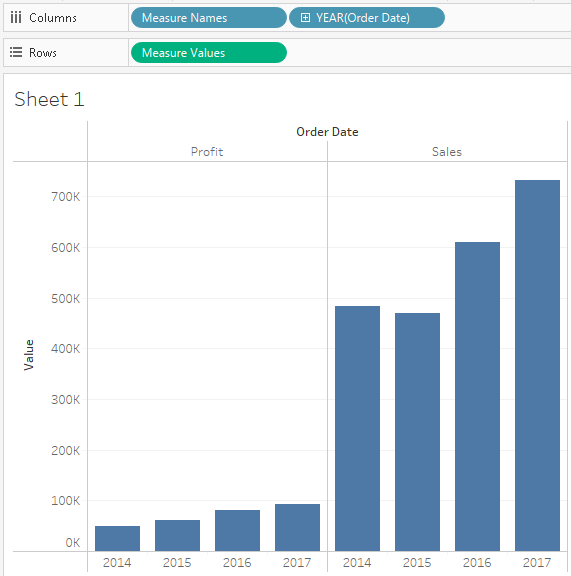 Columns Measure Names YEAR(Order Date)
Rows Measure Values
Sheet 1
Order Date
Profit Sales
700K
600K
500K
400K
300K
200K
100K
0K
Value
2014 2015 2016 2017 2014 2015 2016 2017